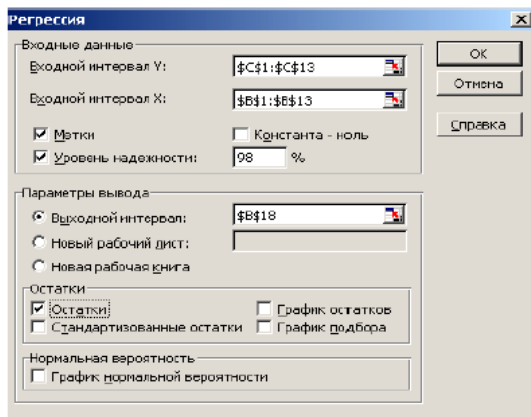 Регрессия
Входные данные
Входной интервал Y: $C$1:$C$13
Входной интервал X: $B$1:$B$13
Метки Константа - ноль
Уровень надежности: 98 %
ОК
Отмена
Справка
Параметры вывода
Выходной интервал: $B$18
Новый рабочий лист:
Новая рабочая книга
Остатки
Остатки График остатков
Стандартизованные остатки График подбора
Нормальная вероятность
График нормальной вероятности